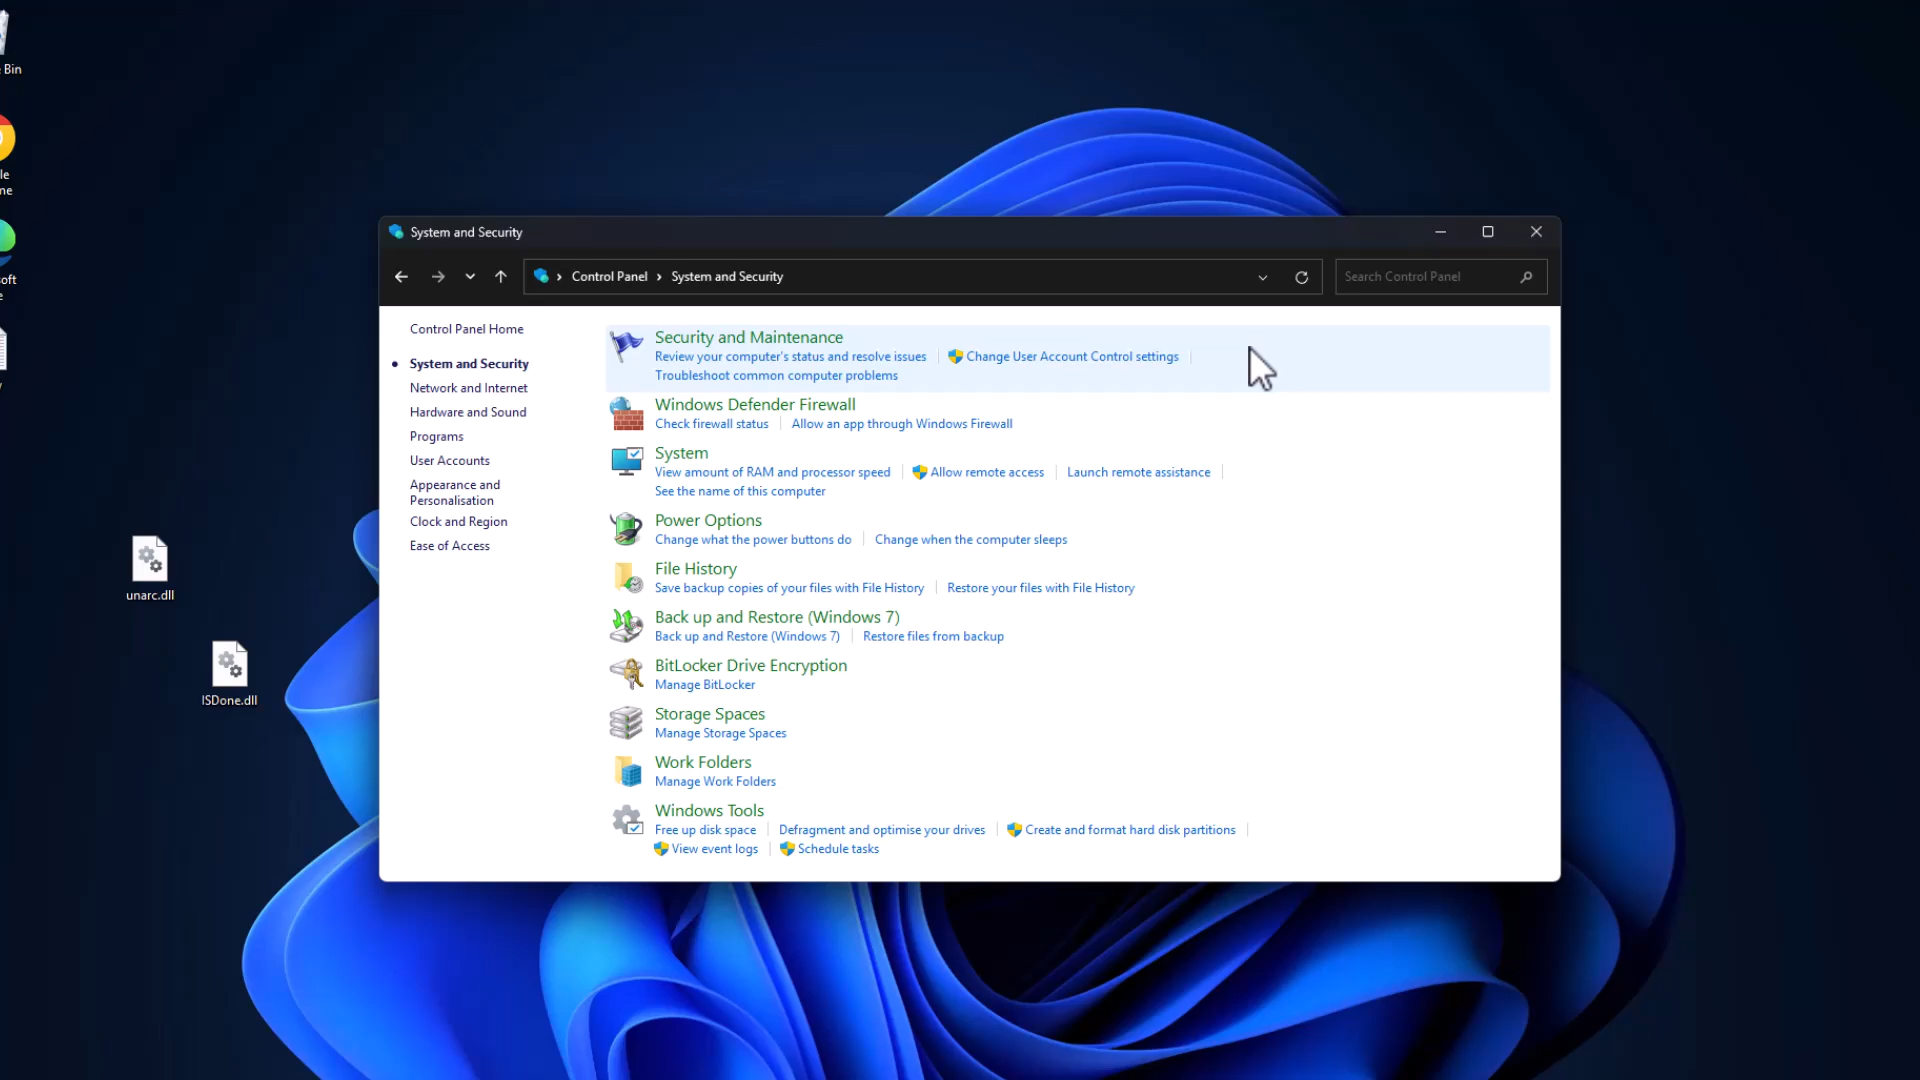 Bin
le
me
soft
e
y
unarc.dll
ISDone.dll
System and Security
Control Panel › System and Security
Search Control Panel
Control Panel Home
System and Security
Network and Internet
Hardware and Sound
Programs
User Accounts
Appearance and
Personalisation
Clock and Region
Ease of Access
Security and Maintenance
Review your computer's status and resolve issues
Change User Account Control settings
Troubleshoot common computer problems
Windows Defender Firewall
Check firewall status
Allow an app through Windows Firewall
System
View amount of RAM and processor speed
Allow remote access
Launch remote assistance
See the name of this computer
Power Options
Change what the power buttons do
Change when the computer sleeps
File History
Save backup copies of your files with File History
Restore your files with File History
Back up and Restore (Windows 7)
Back up and Restore (Windows 7)
Restore files from backup
BitLocker Drive Encryption
Manage BitLocker
Storage Spaces
Manage Storage Spaces
Work Folders
Manage Work Folders
Windows Tools
Free up disk space
Defragment and optimise your drives
Create and format hard disk partitions
View event logs
Schedule tasks